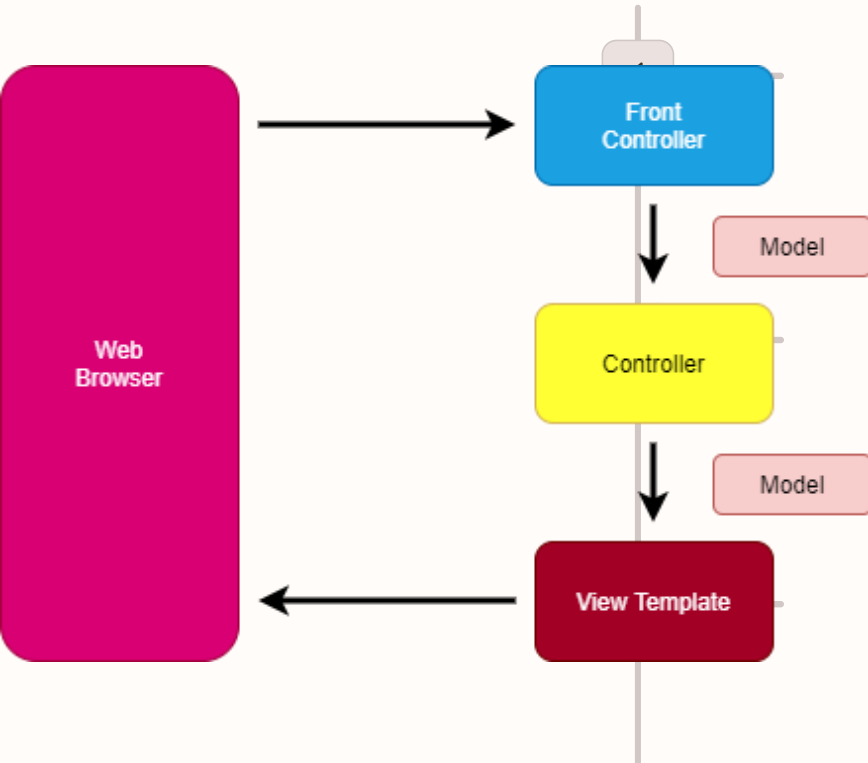 Front
Controller
Model
Web
Browser
Controller
Model
View Template